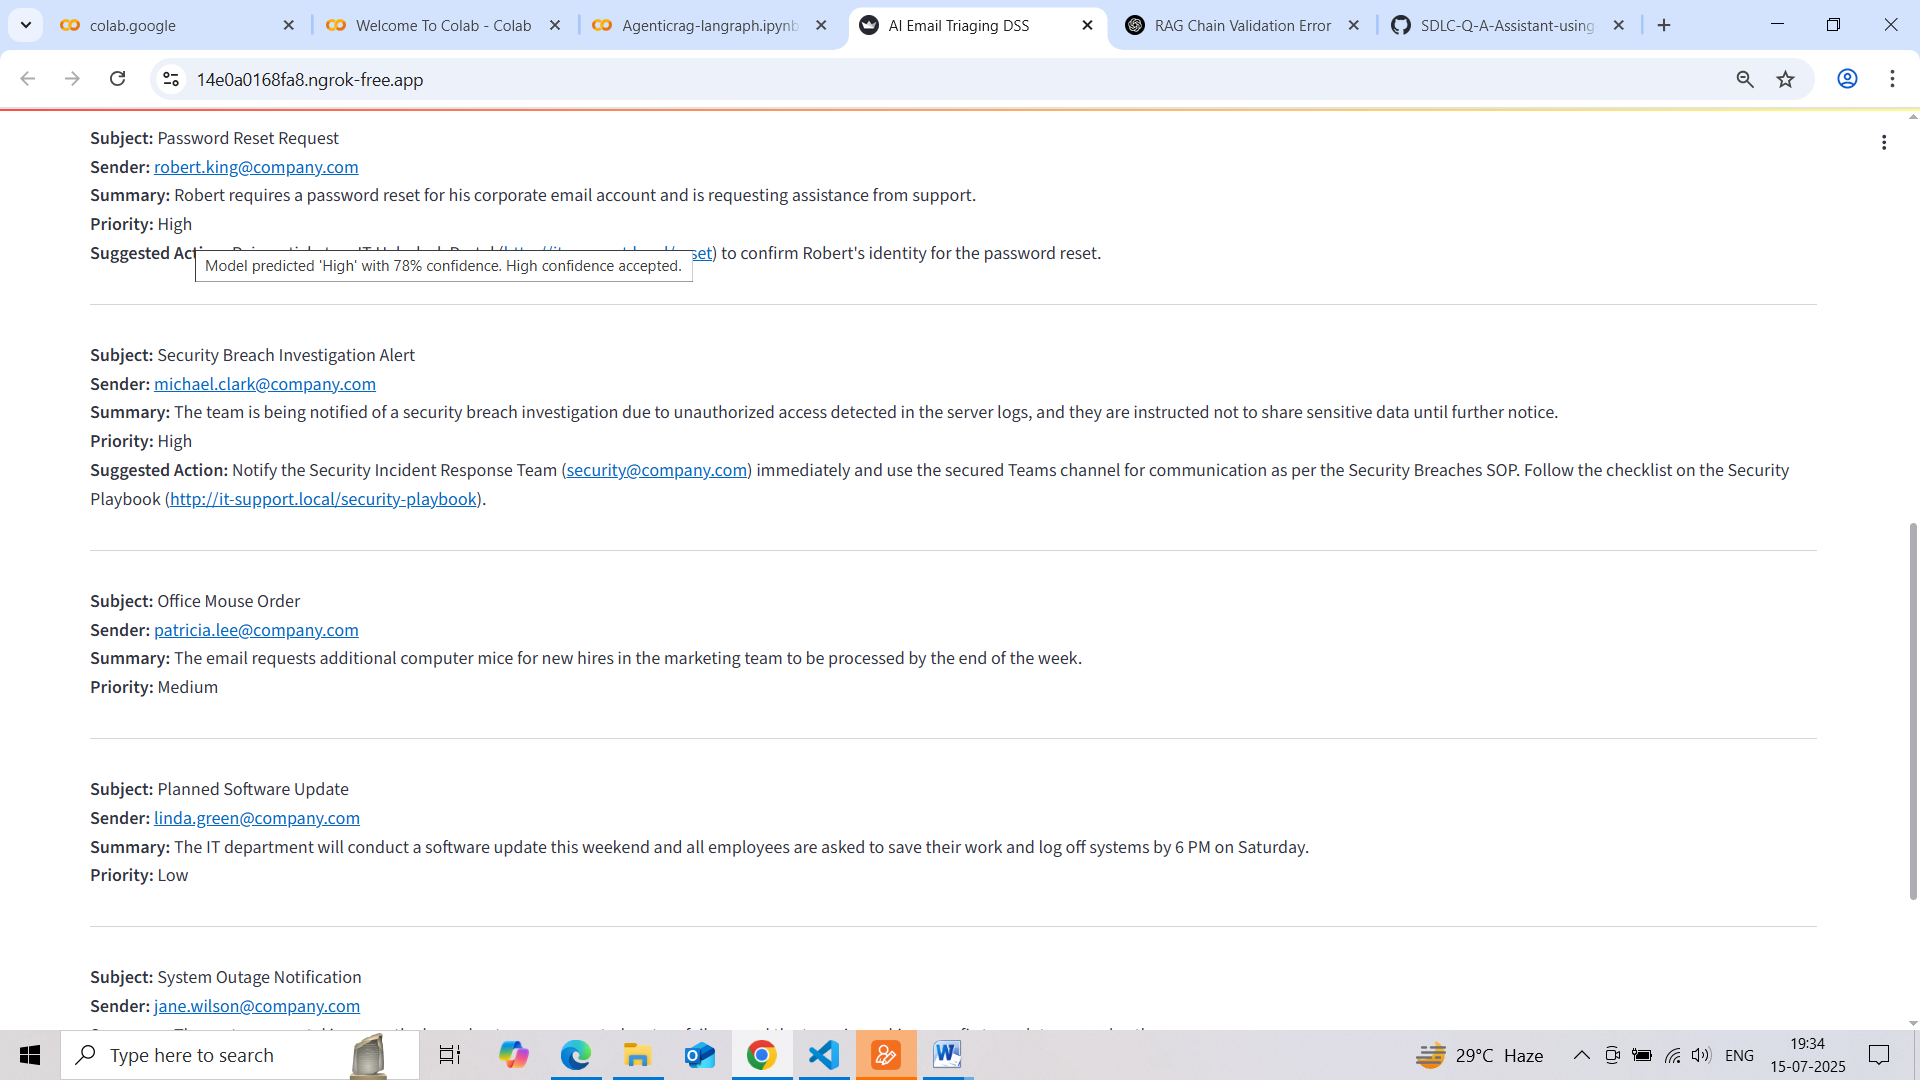 colab.google
Welcome To Colab - Colab
Agenticrag-langraph.ipynb
AI Email Triaging DSS
RAG Chain Validation Error
SDLC-Q-A-Assistant-using
14e0a0168fa8.ngrok-free.app
Subject: Password Reset Request
Sender: robert.king@company.com
Summary: Robert requires a password reset for his corporate email account and is requesting assistance from support.
Priority: High
Suggested Act set) to confirm Robert's identity for the password reset.
Model predicted 'High' with 78% confidence. High confidence accepted.
Subject: Security Breach Investigation Alert
Sender: michael.clark@company.com
Summary: The team is being notified of a security breach investigation due to unauthorized access detected in the server logs, and they are instructed not to share sensitive data until further notice.
Priority: High
Suggested Action: Notify the Security Incident Response Team (security@company.com) immediately and use the secured Teams channel for communication as per the Security Breaches SOP. Follow the checklist on the Security
Playbook (http://it-support.local/security-playbook).
Subject: Office Mouse Order
Sender: patricia.lee@company.com
Summary: The email requests additional computer mice for new hires in the marketing team to be processed by the end of the week.
Priority: Medium
Subject: Planned Software Update
Sender: linda.green@company.com
Summary: The IT department will conduct a software update this weekend and all employees are asked to save their work and log off systems by 6 PM on Saturday.
Priority: Low
Subject: System Outage Notification
Sender: jane.wilson@company.com
Type here to search
29°C Haze
ENG
19:34
15-07-2025